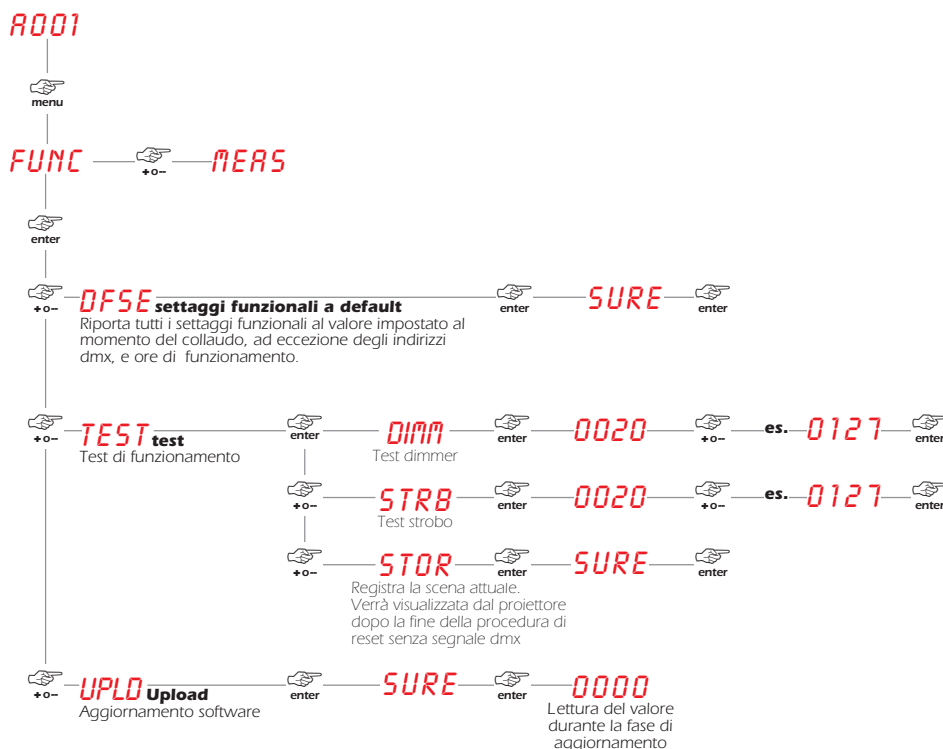 A001
menu
FUNC +o- MEAS
enter
+o- DFSE settaggi funzionali a default enter SURE enter
Riporta tutti i settaggi funzionali al valore impostato al
momento del collaudo, ad eccezione degli indirizzi
dmx, e ore di funzionamento.
+o- TEST test enter DIMM enter 0020 +o- es. 0127 enter
Test di funzionamento
Test dimmer
+o- STRB enter 0020 +o- es. 0127 enter
Test strobo
+o- STOR enter SURE enter
Registra la scena attuale.
Verrà visualizzata dal proiettore
dopo la fine della procedura di
reset senza segnale dmx
+o- UPLD Upload enter SURE enter 0000
Aggiornamento software
Lettura del valore
durante la fase di
aggiornamento